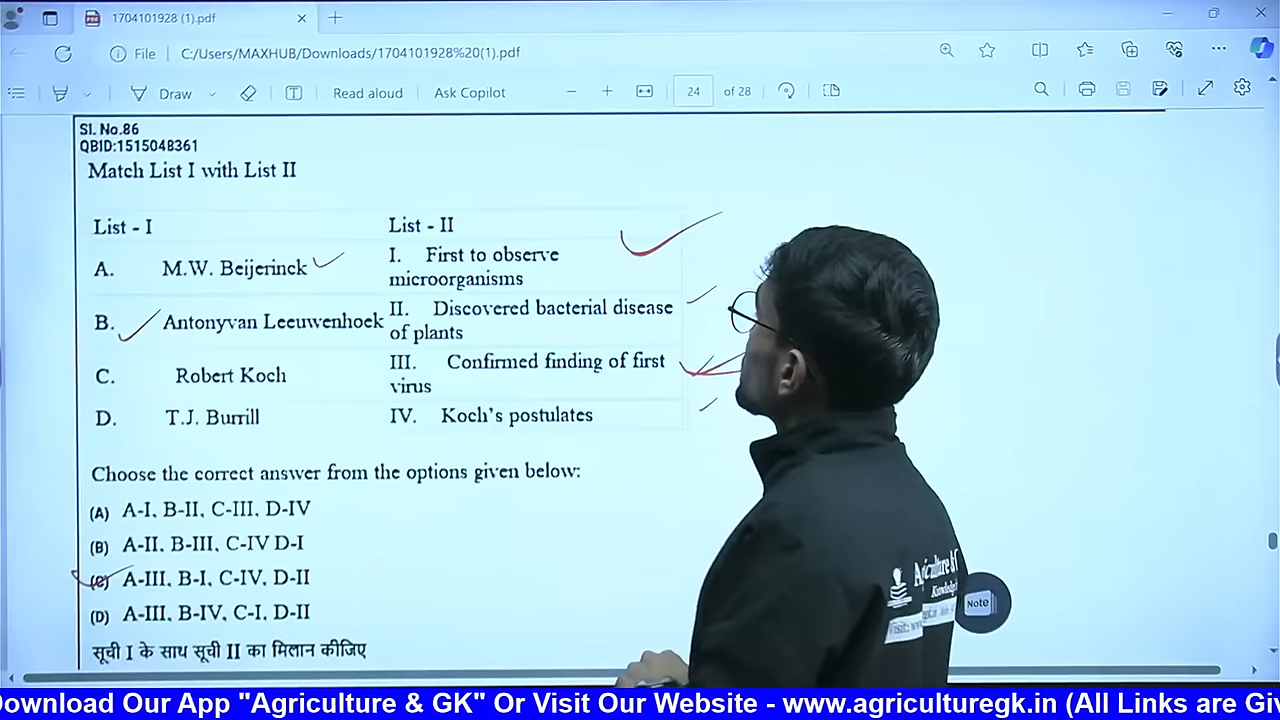 1704101928 (1).pdf
File
C:/Users/MAXHUB/Downloads/1704101928%20(1).pdf
Draw
Read aloud
Ask Copilot
24
of 28
Sl. No.86
QBID:1515048361
Match List I with List II
List - I
List - II
A. M.W. Beijerinck
I. First to observe
microorganisms
B. Antonyvan Leeuwenhoek
II. Discovered bacterial disease
of plants
C. Robert Koch
III. Confirmed finding of first
virus
D. T.J. Burrill
IV. Koch's postulates
Choose the correct answer from the options given below:
(A) A-I, B-II, C-III, D-IV
(B) A-II, B-III, C-IV D-I
(C) A-III, B-I, C-IV, D-II
(D) A-III, B-IV, C-I, D-II
सूची I के साथ सूची II का मिलान कीजिए
Note
ownload Our App "Agriculture & GK" Or Visit Our Website - www.agriculturegk.in (All Links are Giv